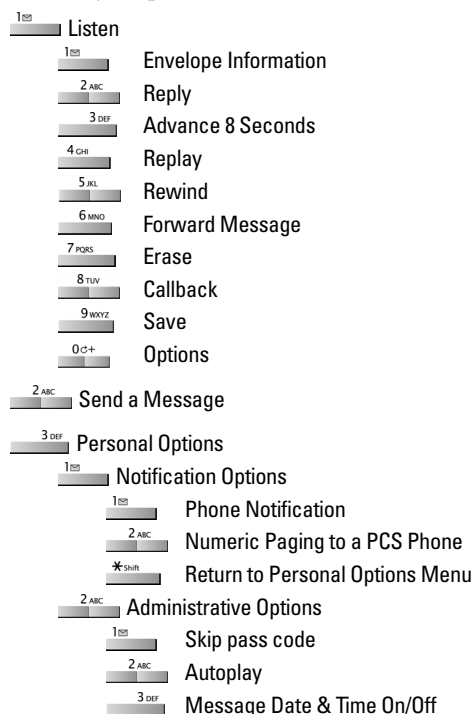 1 Listen
1 Envelope Information
2 ABC Reply
3 DEF Advance 8 Seconds
4 GHI Replay
5 JKL Rewind
6 MNO Forward Message
7 PQRS Erase
8 TUV Callback
9 WXYZ Save
0 + Options
2 ABC Send a Message
3 DEF Personal Options
1 Notification Options
1 Phone Notification
2 ABC Numeric Paging to a PCS Phone
* Shift Return to Personal Options Menu
2 ABC Administrative Options
1 Skip pass code
2 ABC Autoplay
3 DEF Message Date & Time On/Off